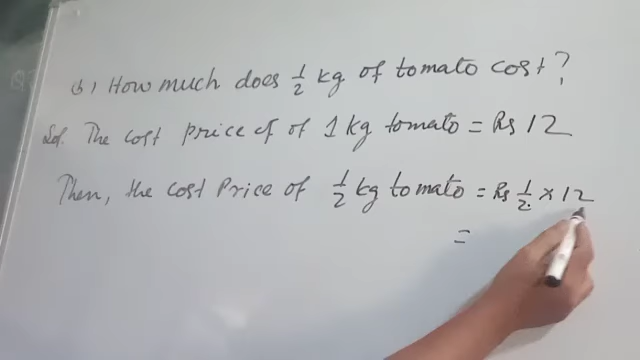 b) How much does 1/2 kg of tomato cost?
Sol. The cost price of of 1 kg tomato = Rs 12
Then, the cost Price of 1/2 kg tomato = Rs 1/2 × 12
=